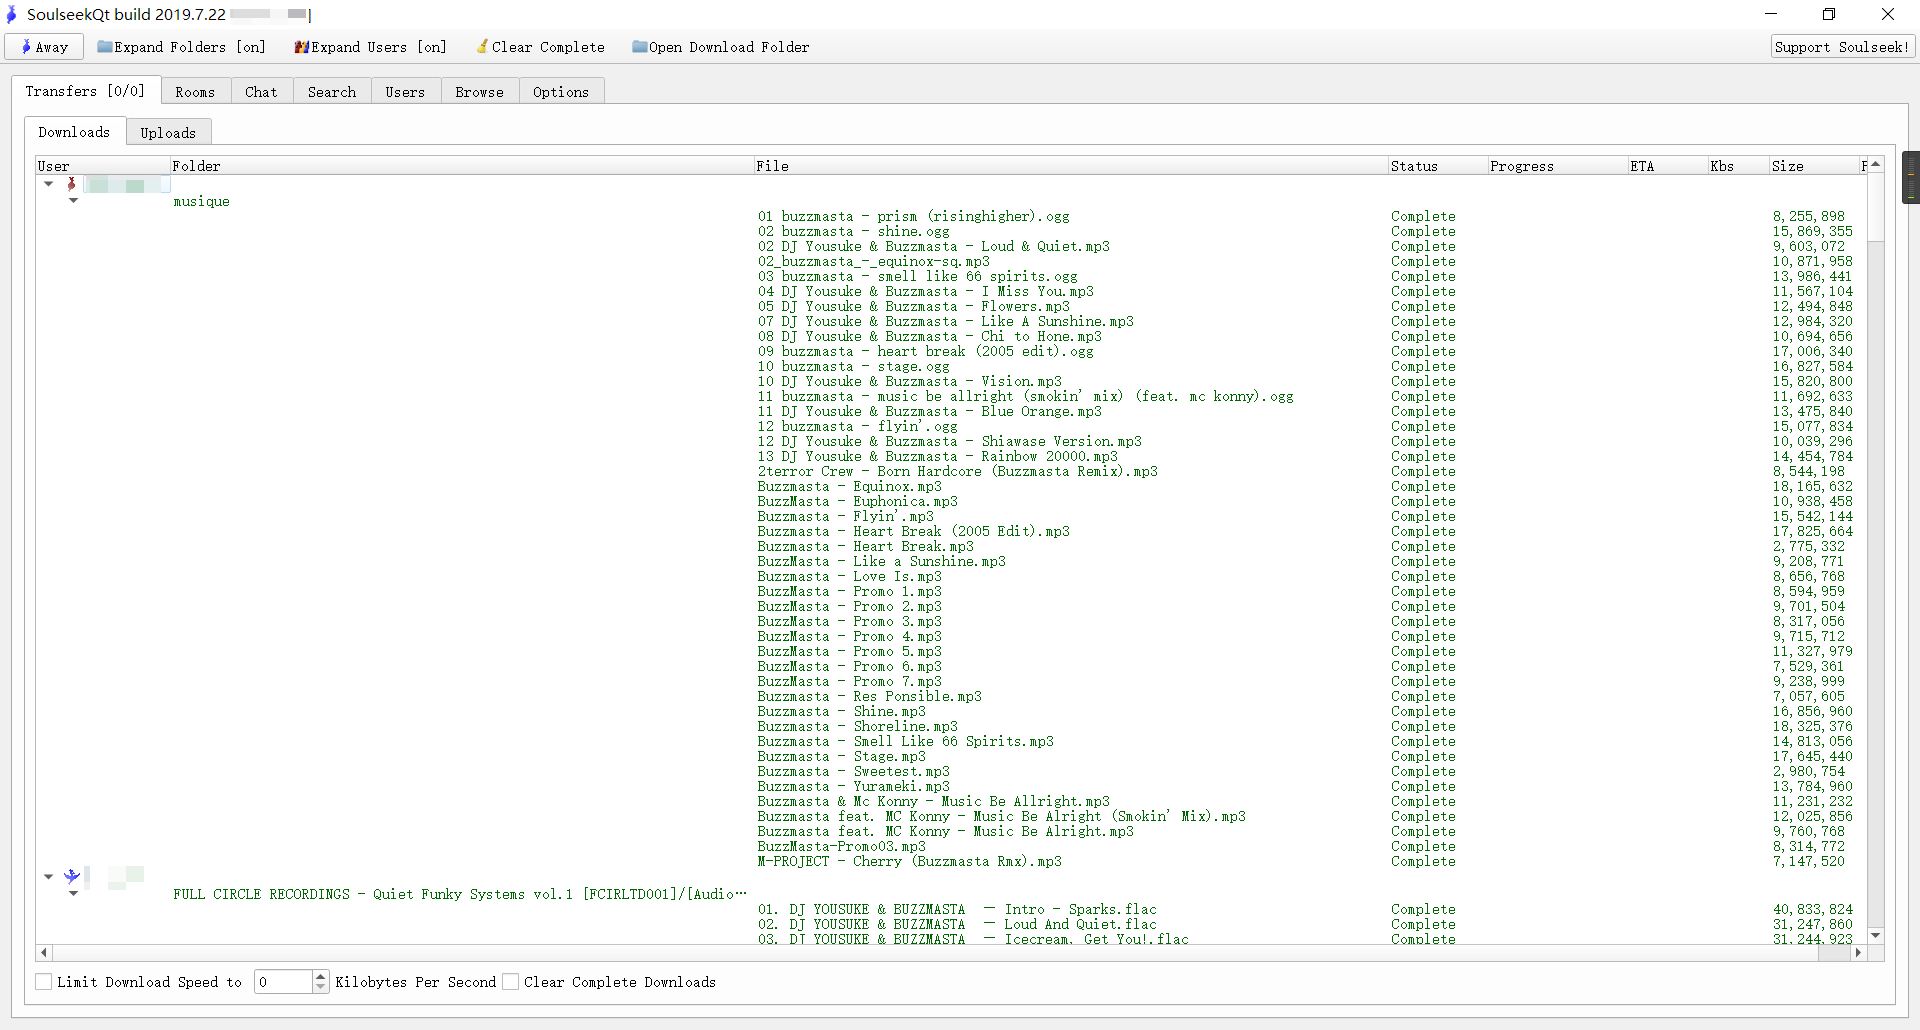 SoulseekQt build 2019.7.22
Away Expand Folders [on] Expand Users [on] Clear Complete Open Download Folder Support Soulseek!
Transfers [0/0] Rooms Chat Search Users Browse Options
Downloads Uploads
User Folder File Status Progress ETA Kbs Size
musique
01 buzzmasta - prism (risinghigher).ogg Complete 8,255,898
02 buzzmasta - shine.ogg Complete 15,869,355
02 DJ Yousuke & Buzzmasta - Loud & Quiet.mp3 Complete 9,603,072
02_buzzmasta_-_equinox-sq.mp3 Complete 10,871,958
03 buzzmasta - smell like 66 spirits.ogg Complete 13,986,441
04 DJ Yousuke & Buzzmasta - I Miss You.mp3 Complete 11,567,104
05 DJ Yousuke & Buzzmasta - Flowers.mp3 Complete 12,494,848
07 DJ Yousuke & Buzzmasta - Like A Sunshine.mp3 Complete 12,984,320
08 DJ Yousuke & Buzzmasta - Chi to Hone.mp3 Complete 10,694,656
09 buzzmasta - heart break (2005 edit).ogg Complete 17,006,340
10 buzzmasta - stage.ogg Complete 16,827,584
10 DJ Yousuke & Buzzmasta - Vision.mp3 Complete 15,820,800
11 buzzmasta - music be allright (smokin' mix) (feat. mc konny).ogg Complete 11,692,633
11 DJ Yousuke & Buzzmasta - Blue Orange.mp3 Complete 13,475,840
12 buzzmasta - flyin'.ogg Complete 15,077,834
12 DJ Yousuke & Buzzmasta - Shiawase Version.mp3 Complete 10,039,296
13 DJ Yousuke & Buzzmasta - Rainbow 20000.mp3 Complete 14,454,784
2terror Crew - Born Hardcore (Buzzmasta Remix).mp3 Complete 8,544,198
Buzzmasta - Equinox.mp3 Complete 18,165,632
BuzzMasta - Euphonica.mp3 Complete 10,938,458
Buzzmasta - Flyin'.mp3 Complete 15,542,144
Buzzmasta - Heart Break (2005 Edit).mp3 Complete 17,825,664
Buzzmasta - Heart Break.mp3 Complete 2,775,332
BuzzMasta - Like a Sunshine.mp3 Complete 9,208,771
Buzzmasta - Love Is.mp3 Complete 8,656,768
BuzzMasta - Promo 1.mp3 Complete 8,594,959
BuzzMasta - Promo 2.mp3 Complete 9,701,504
BuzzMasta - Promo 3.mp3 Complete 8,317,056
BuzzMasta - Promo 4.mp3 Complete 9,715,712
BuzzMasta - Promo 5.mp3 Complete 11,327,979
BuzzMasta - Promo 6.mp3 Complete 7,529,361
BuzzMasta - Promo 7.mp3 Complete 9,238,999
Buzzmasta - Res Ponsible.mp3 Complete 7,057,605
Buzzmasta - Shine.mp3 Complete 16,856,960
Buzzmasta - Shoreline.mp3 Complete 18,325,376
Buzzmasta - Smell Like 66 Spirits.mp3 Complete 14,813,056
Buzzmasta - Stage.mp3 Complete 17,645,440
Buzzmasta - Sweetest.mp3 Complete 2,980,754
Buzzmasta - Yurameki.mp3 Complete 13,784,960
Buzzmasta & Mc Konny - Music Be Allright.mp3 Complete 11,231,232
Buzzmasta feat. MC Konny - Music Be Alright (Smokin' Mix).mp3 Complete 12,025,856
Buzzmasta feat. MC Konny - Music Be Alright.mp3 Complete 9,760,768
BuzzMasta-Promo03.mp3 Complete 8,314,772
M-PROJECT - Cherry (Buzzmasta Rmx).mp3 Complete 7,147,520
FULL CIRCLE RECORDINGS - Quiet Funky Systems vol.1 [FCIRLTD001]/[Audio…
01. DJ YOUSUKE & BUZZMASTA － Intro - Sparks.flac Complete 40,833,824
02. DJ YOUSUKE & BUZZMASTA － Loud And Quiet.flac Complete 31,247,860
03. DJ YOUSUKE & BUZZMASTA － Icecream, Get You!.flac Complete 31,244,923
Limit Download Speed to 0 Kilobytes Per Second Clear Complete Downloads